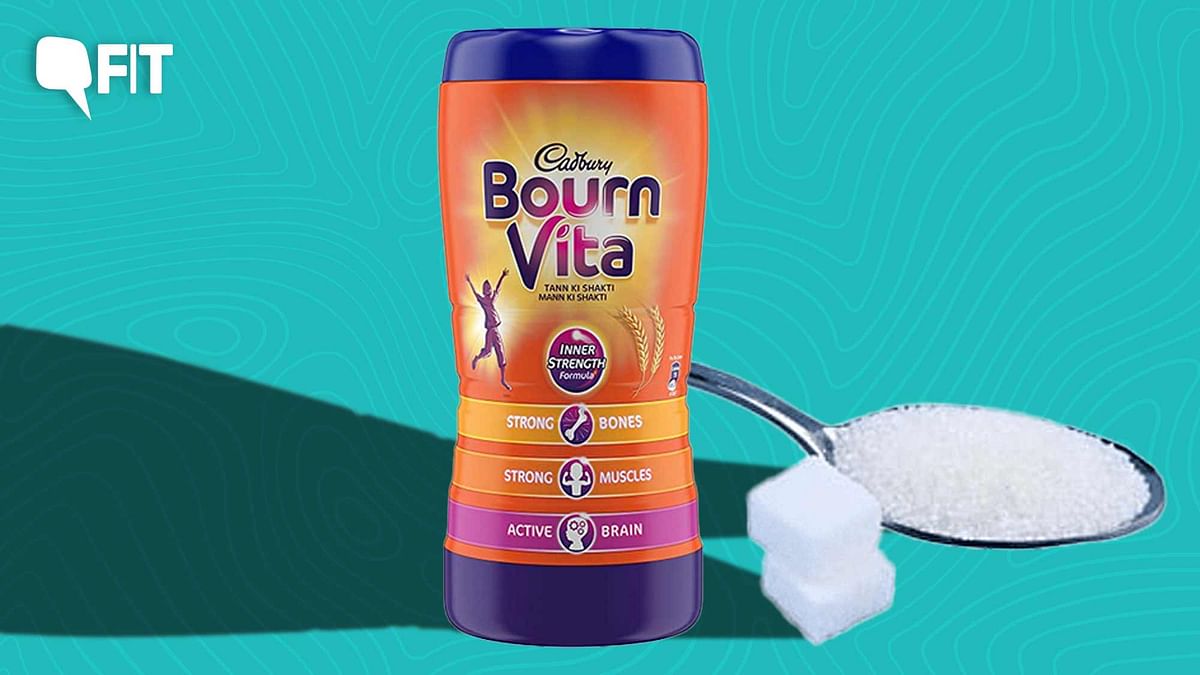 FIT
Cadbury
Bourn
Vita
TANN KI SHAKTI
MANN KI SHAKTI
INNER
STRENGTH
Formula
STRONG BONES
STRONG MUSCLES
ACTIVE BRAIN